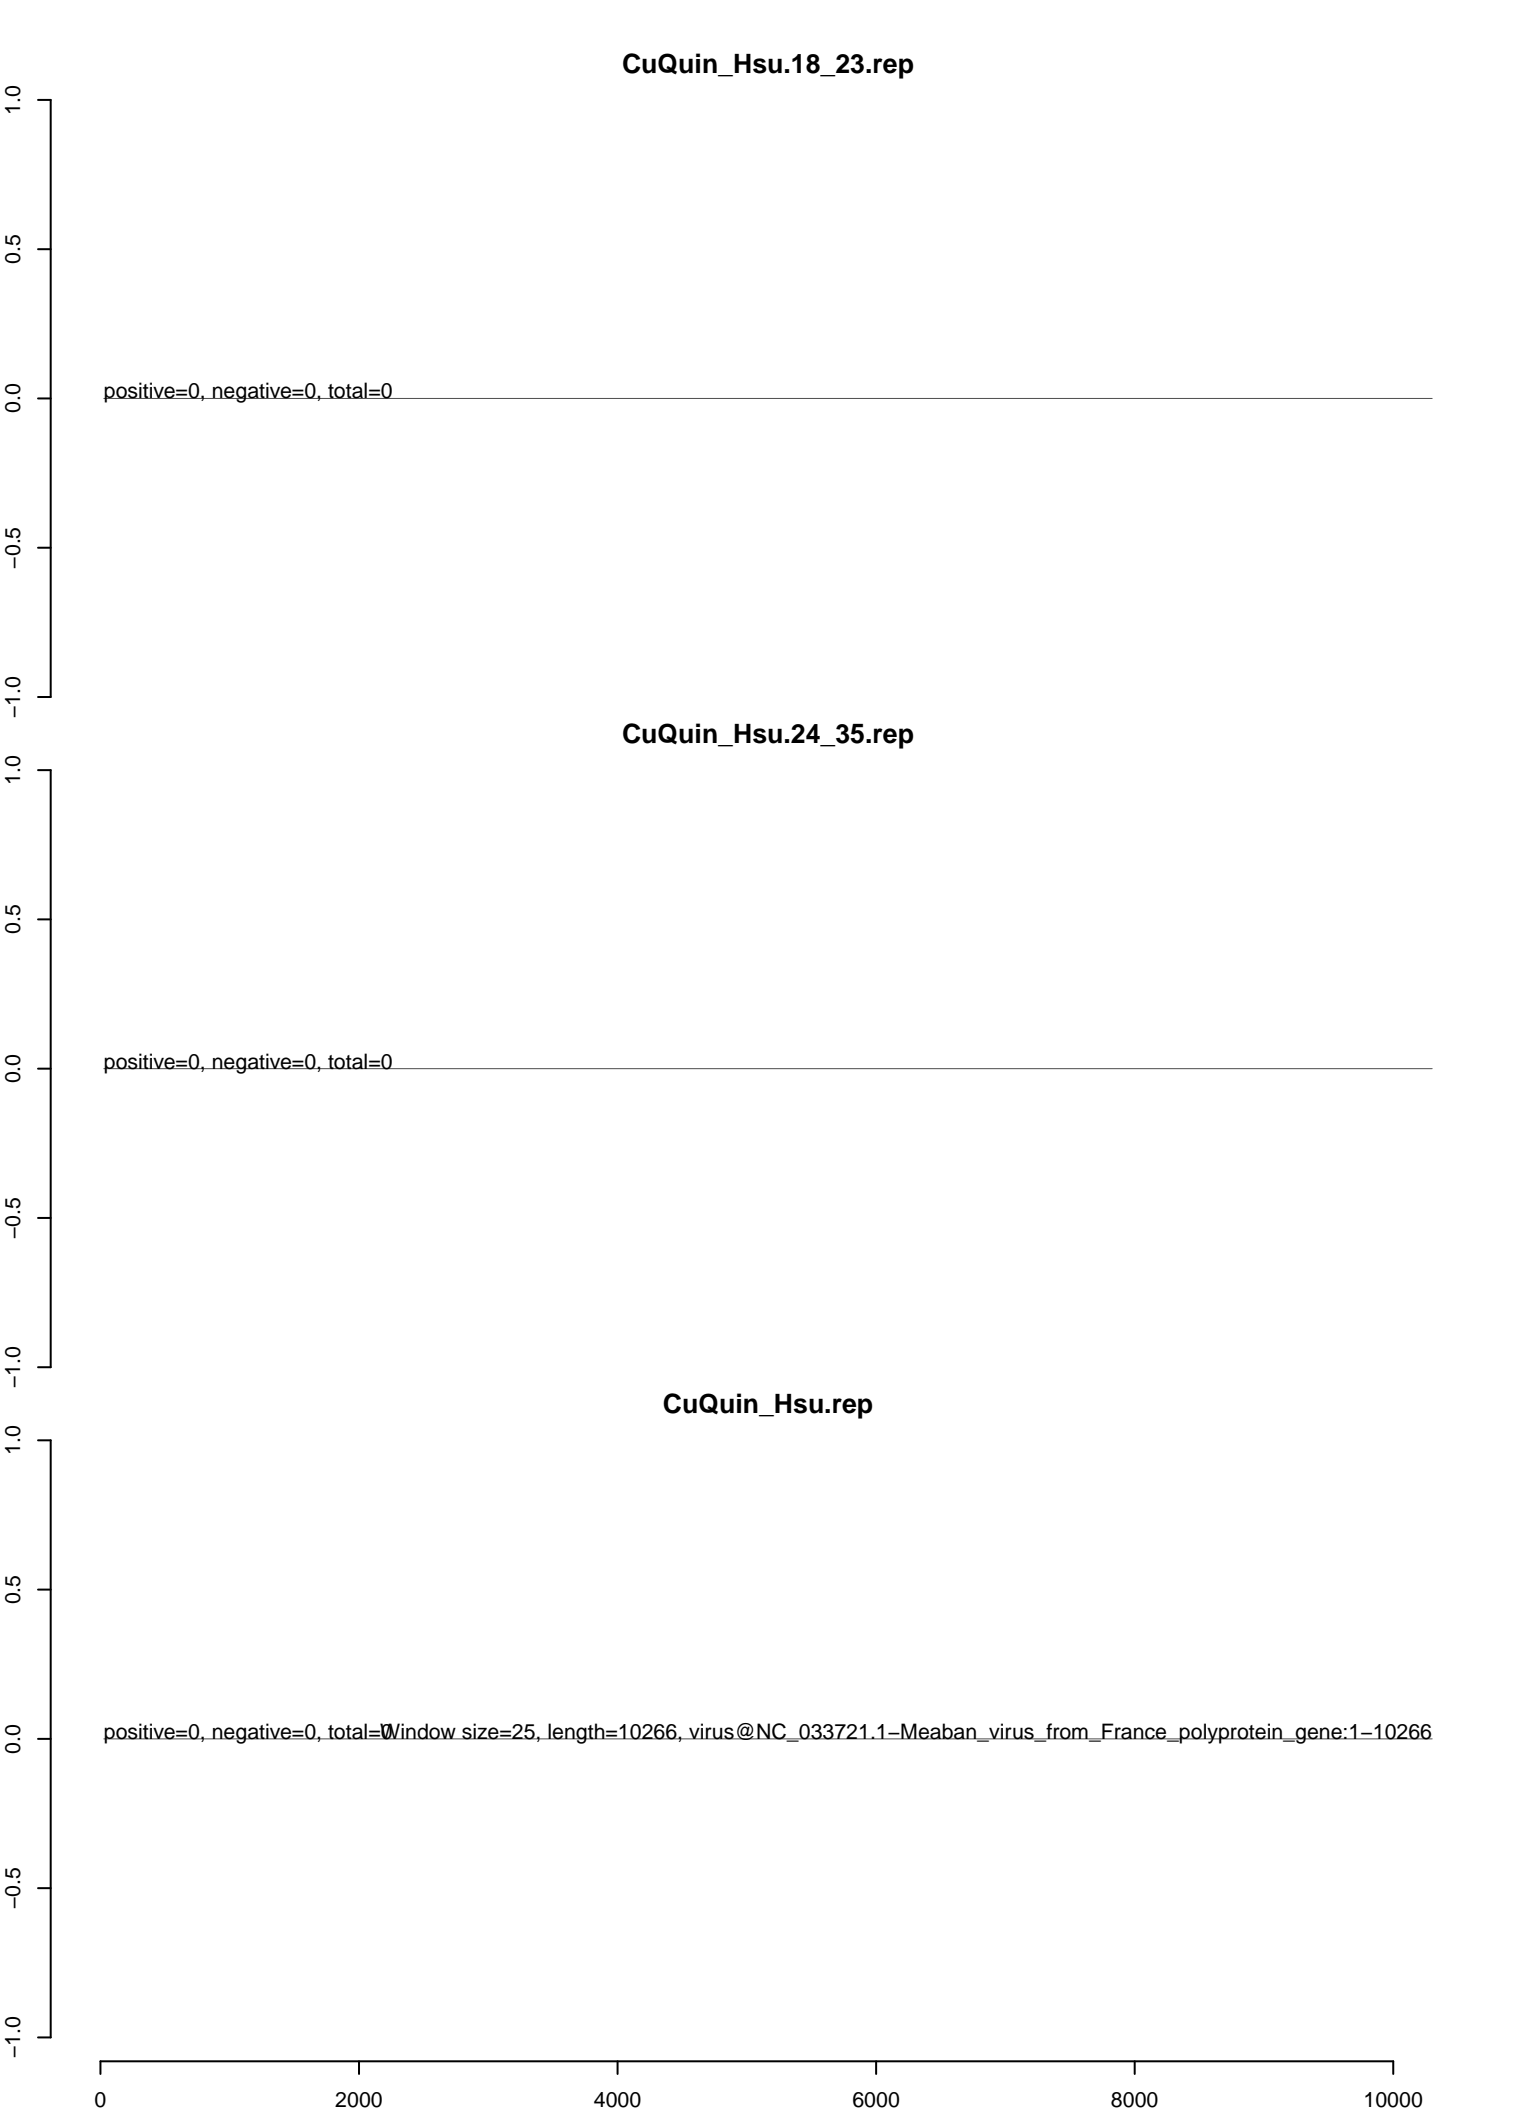 CuQuin_Hsu.18_23.rep
1.0
0.5
0.0
−0.5
−1.0
positive=0, negative=0, total=0
CuQuin_Hsu.24_35.rep
1.0
0.5
0.0
−0.5
−1.0
positive=0, negative=0, total=0
CuQuin_Hsu.rep
1.0
0.5
0.0
−0.5
−1.0
positive=0, negative=0, total=0
Window size=25, length=10266, virus@NC_033721.1−Meaban_virus_from_France_polyprotein_gene:1−10266
0 2000 4000 6000 8000 10000